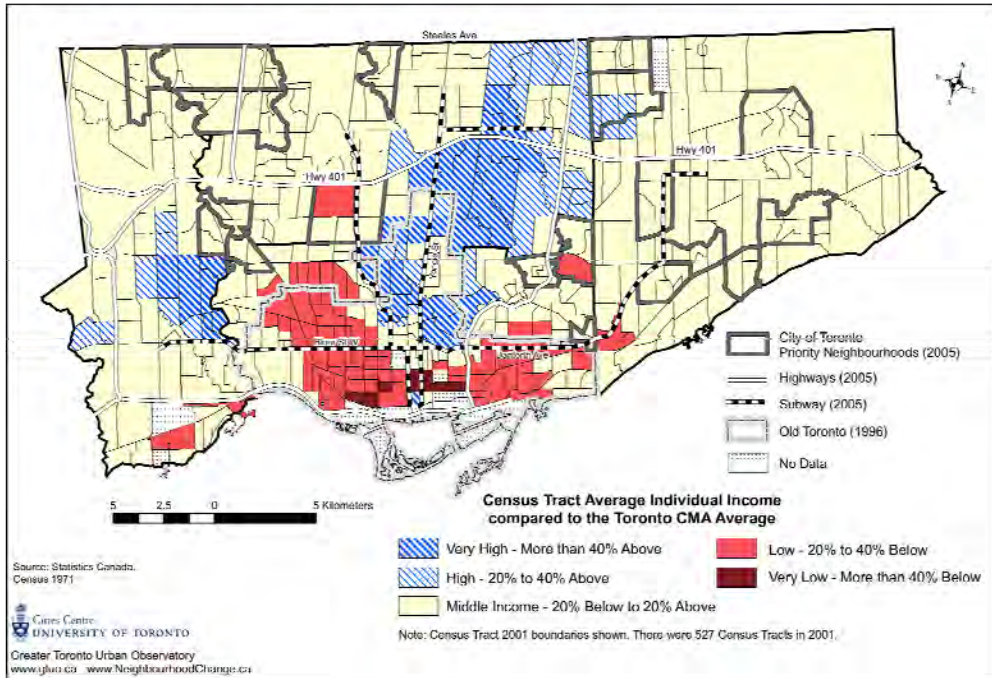 Steeles Ave
Hwy 401
Hwy 401
Yonge St
Bloor St W
Danforth Ave
City of Toronto
Priority Neighbourhoods (2005)
Highways (2005)
Subway (2005)
Old Toronto (1996)
No Data
5 2.5 0 5 Kilometers
Census Tract Average Individual Income
compared to the Toronto CMA Average
Very High - More than 40% Above
Low - 20% to 40% Below
High - 20% to 40% Above
Very Low - More than 40% Below
Middle Income - 20% Below to 20% Above
Note: Census Tract 2001 boundaries shown. There were 527 Census Tracts in 2001.
Source: Statistics Canada,
Census 1971
Cities Centre
UNIVERSITY OF TORONTO
Greater Toronto Urban Observatory
www.gtuo.ca www.NeighbourhoodChange.ca